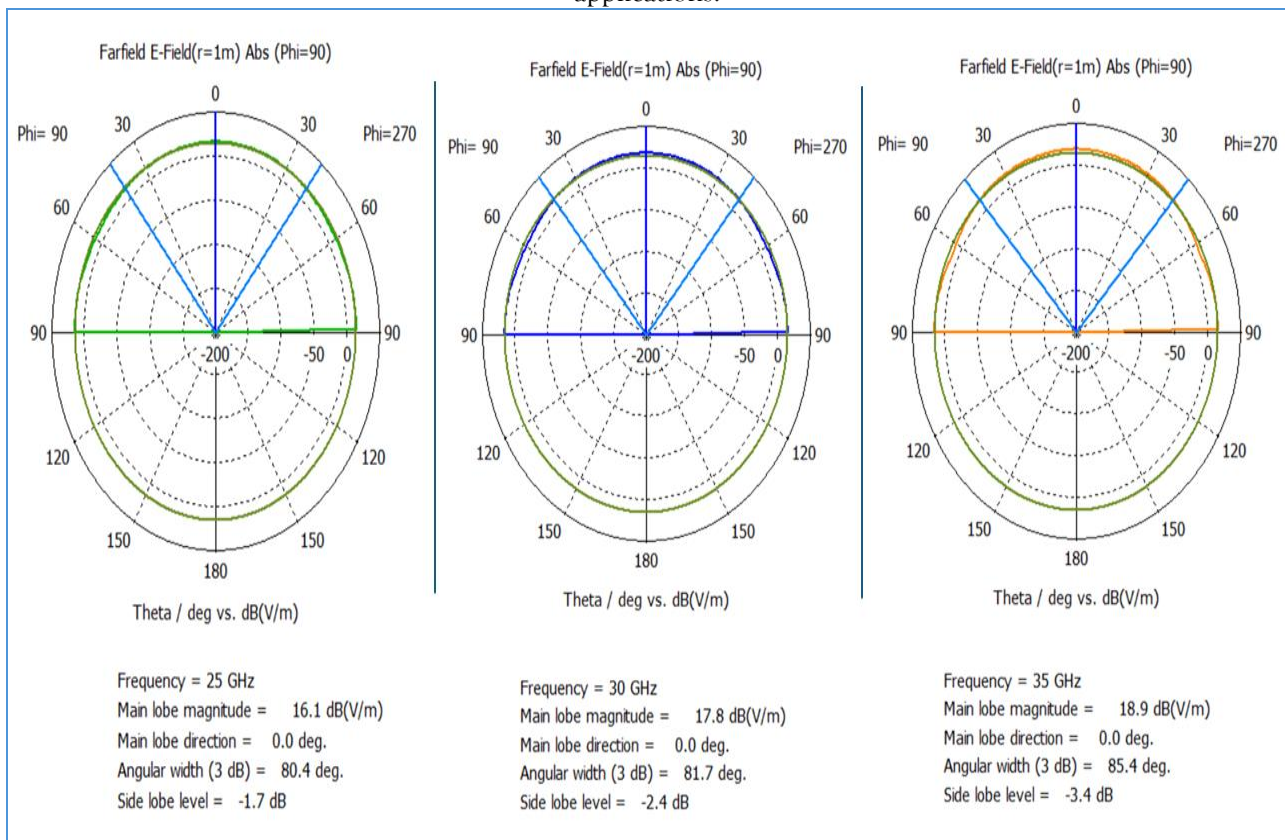 applications.
Farfield E-Field(r=1m) Abs (Phi=90)
0
30
30
Phi= 90
Phi=270
60
60
90
90
-200
-50
0
120
120
150
150
180
Theta / deg vs. dB(V/m)
Frequency = 25 GHz
Main lobe magnitude = 16.1 dB(V/m)
Main lobe direction = 0.0 deg.
Angular width (3 dB) = 80.4 deg.
Side lobe level = -1.7 dB
Farfield E-Field(r=1m) Abs (Phi=90)
0
30
30
Phi= 90
Phi=270
60
60
90
90
-200
-50
0
120
120
150
150
180
Theta / deg vs. dB(V/m)
Frequency = 30 GHz
Main lobe magnitude = 17.8 dB(V/m)
Main lobe direction = 0.0 deg.
Angular width (3 dB) = 81.7 deg.
Side lobe level = -2.4 dB
Farfield E-Field(r=1m) Abs (Phi=90)
0
30
30
Phi= 90
Phi=270
60
60
90
90
-200
-50
0
120
120
150
150
180
Theta / deg vs. dB(V/m)
Frequency = 35 GHz
Main lobe magnitude = 18.9 dB(V/m)
Main lobe direction = 0.0 deg.
Angular width (3 dB) = 85.4 deg.
Side lobe level = -3.4 dB